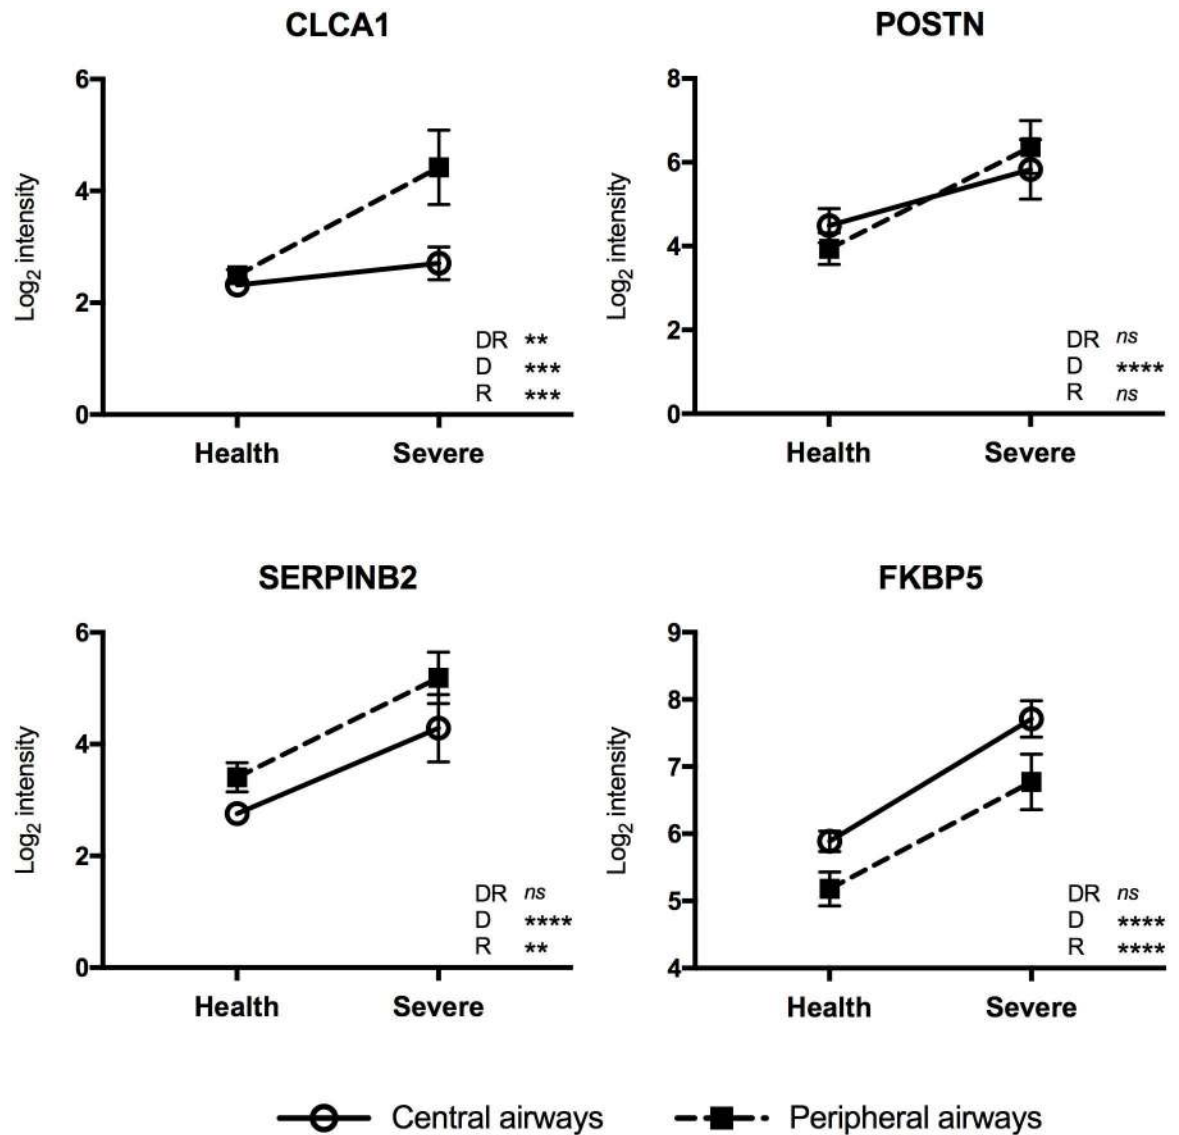 CLCA1
6
4
2
0
Log₂ intensity
Health Severe
DR **
D ***
R ***
POSTN
8
6
4
2
0
Log₂ intensity
Health Severe
DR ns
D ****
R ns
SERPINB2
6
4
2
0
Log₂ intensity
Health Severe
DR ns
D ****
R **
FKBP5
9
8
7
6
5
4
Log₂ intensity
Health Severe
DR ns
D ****
R ****
Central airways Peripheral airways